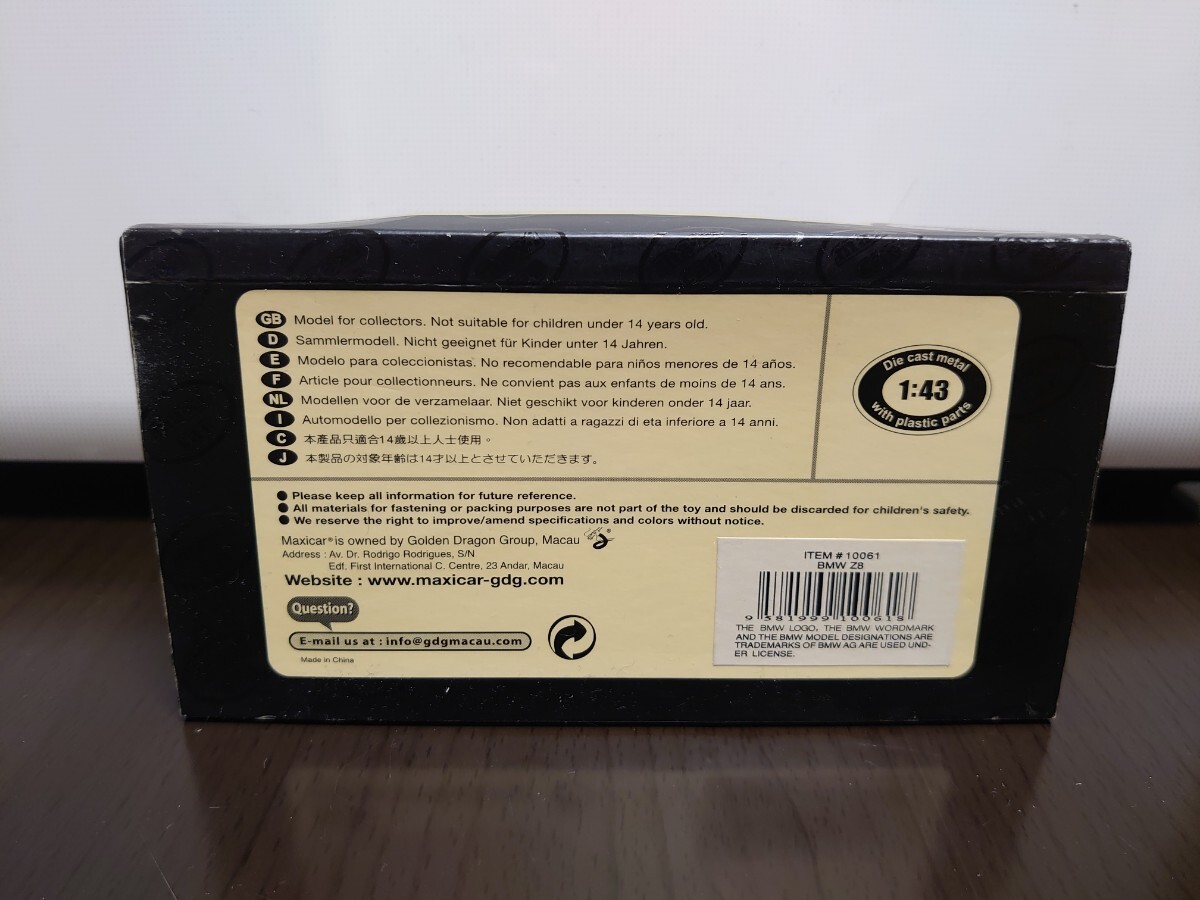 GB Model for collectors. Not suitable for children under 14 years old.
D Sammlermodell. Nicht geeignet für Kinder unter 14 Jahren.
E Modelo para coleccionistas. No recomendable para niños menores de 14 años.
F Article pour collectionneurs. Ne convient pas aux enfants de moins de 14 ans.
NL Modellen voor de verzamelaar. Niet geschikt voor kinderen onder 14 jaar.
I Automodello per collezionismo. Non adatti a ragazzi di eta inferiore a 14 anni.
C 本產品只適合14歲以上人士使用。
J 本製品の対象年齢は14才以上とさせていただきます。
Die cast metal
1:43
with plastic parts
● Please keep all information for future reference.
● All materials for fastening or packing purposes are not part of the toy and should be discarded for children's safety.
● We reserve the right to improve/amend specifications and colors without notice.
Maxicar® is owned by Golden Dragon Group, Macau
Address : Av. Dr. Rodrigo Rodrigues, S/N
Edf. First International C. Centre, 23 Andar, Macau
Website : www.maxicar-gdg.com
Question?
E-mail us at : info@gdgmacau.com
Made in China
ITEM # 10061
BMW Z8
9 581999 100618
THE BMW LOGO, THE BMW WORDMARK
AND THE BMW MODEL DESIGNATIONS ARE
TRADEMARKS OF BMW AG ARE USED UND-
ER LICENSE.